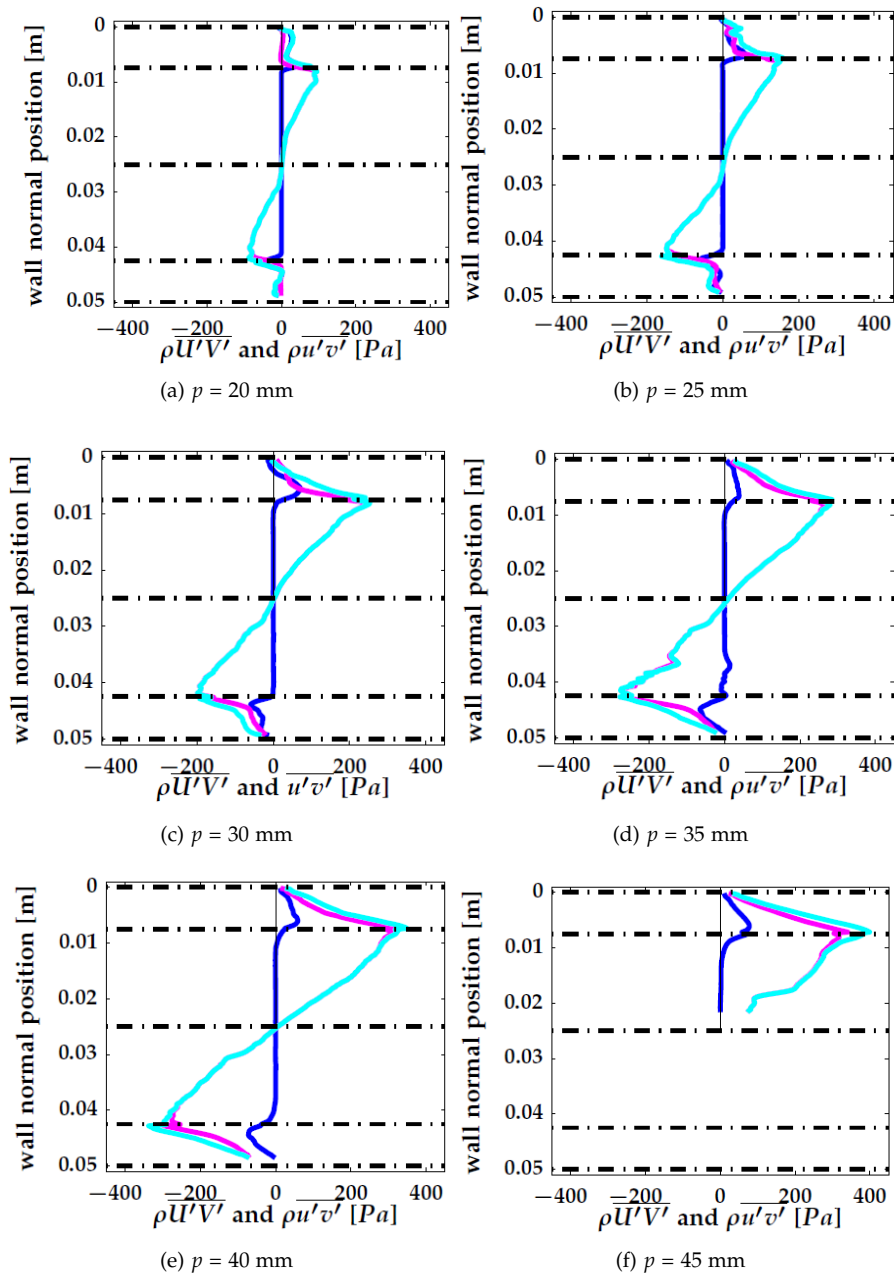 wall normal position [m]
0
0.01
0.02
0.03
0.04
0.05
−400 −200 0 200 400
ρU′V′ and ρu′v′ [Pa]
(a) p = 20 mm
wall normal position [m]
0
0.01
0.02
0.03
0.04
0.05
−400 −200 0 200 400
ρU′V′ and ρu′v′ [Pa]
(b) p = 25 mm
wall normal position [m]
0
0.01
0.02
0.03
0.04
0.05
−400 −200 0 200 400
ρU′V′ and u′v′ [Pa]
(c) p = 30 mm
wall normal position [m]
0
0.01
0.02
0.03
0.04
0.05
−400 −200 0 200 400
ρU′V′ and ρu′v′ [Pa]
(d) p = 35 mm
wall normal position [m]
0
0.01
0.02
0.03
0.04
0.05
−400 −200 0 200 400
ρU′V′ and ρu′v′ [Pa]
(e) p = 40 mm
wall normal position [m]
0
0.01
0.02
0.03
0.04
0.05
−400 −200 0 200 400
ρU′V′ and ρu′v′ [Pa]
(f) p = 45 mm